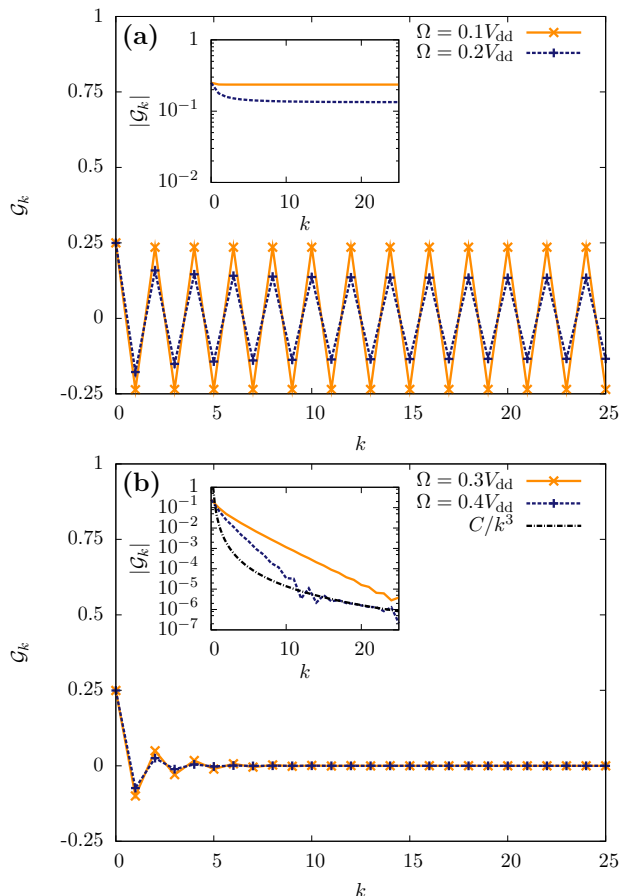 (a)
Ω = 0.1V_dd
Ω = 0.2V_dd
1
0.75
0.5
0.25
0
-0.25
𝒢_k
0 5 10 15 20 25
k
1
10^−1
10^−2
|𝒢_k|
0 10 20
k
(b)
Ω = 0.3V_dd
Ω = 0.4V_dd
C/k^3
1
0.75
0.5
0.25
0
-0.25
𝒢_k
0 5 10 15 20 25
k
1
10^−1
10^−2
10^−3
10^−4
10^−5
10^−6
10^−7
|𝒢_k|
0 10 20
k